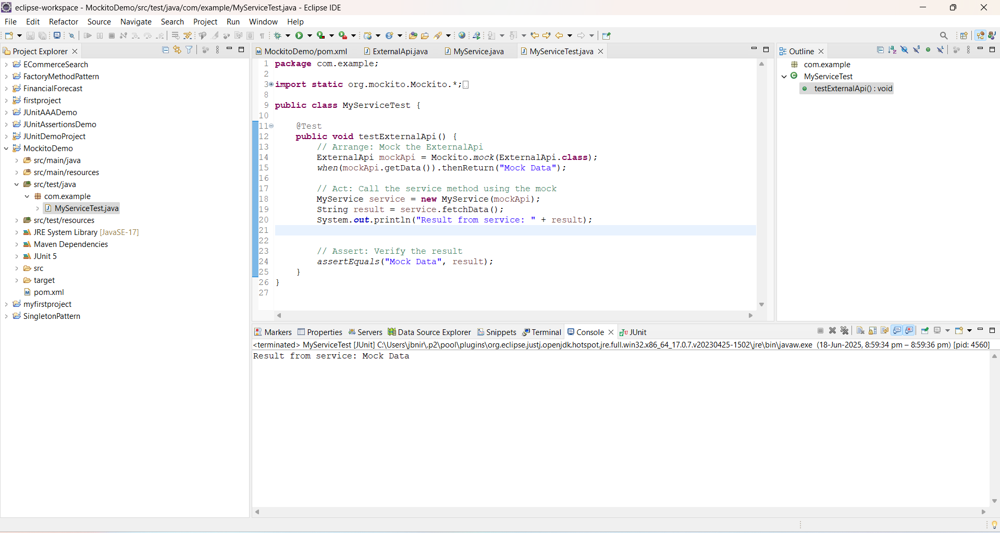 eclipse-workspace - MockitoDemo/src/test/java/com/example/MyServiceTest.java - Eclipse IDE
File Edit Refactor Source Navigate Search Project Run Window Help
Project Explorer
ECommerceSearch
FactoryMethodPattern
FinancialForecast
firstproject
JUnitAAADemo
JUnitAssertionsDemo
JUnitDemoProject
MockitoDemo
src/main/java
src/main/resources
src/test/java
com.example
MyServiceTest.java
src/test/resources
JRE System Library [JavaSE-17]
Maven Dependencies
JUnit 5
src
target
pom.xml
myfirstproject
SingletonPattern
MockitoDemo/pom.xml ExternalApi.java MyService.java MyServiceTest.java
1 package com.example;
2
3 import static org.mockito.Mockito.*;
8
9 public class MyServiceTest {
10
11 @Test
12 public void testExternalApi() {
13 // Arrange: Mock the ExternalApi
14 ExternalApi mockApi = Mockito.mock(ExternalApi.class);
15 when(mockApi.getData()).thenReturn("Mock Data");
16
17 // Act: Call the service method using the mock
18 MyService service = new MyService(mockApi);
19 String result = service.fetchData();
20 System.out.println("Result from service: " + result);
21
22
23 // Assert: Verify the result
24 assertEquals("Mock Data", result);
25 }
26 }
27
Outline
com.example
MyServiceTest
testExternalApi() : void
Markers Properties Servers Data Source Explorer Snippets Terminal Console JUnit
<terminated> MyServiceTest [JUnit] C:\Users\jbnir\.p2\pool\plugins\org.eclipse.justj.openjdk.hotspot.jre.full.win32.x86_64_17.0.7.v20230425-1502\jre\bin\javaw.exe (18-Jun-2025, 8:59:34 pm – 8:59:36 pm) [pid: 4560]
Result from service: Mock Data